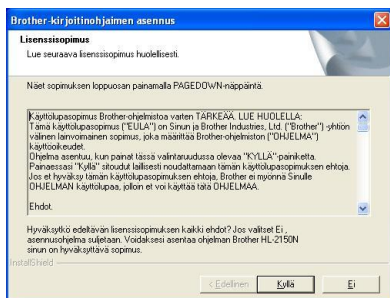 Brother-kirjoitinohjaimen asennus
Lisenssisopimus
Lue seuraava lisenssisopimus huolellisesti.
Näet sopimuksen loppuosan painamalla PAGEDOWN-näppäintä.
Käyttölupasopimus Brother-ohjelmistoa varten TÄRKEÄÄ. LUE HUOLELLA:
Tämä käyttölupasopimus ("EULA") on Sinun ja Brother Industries, Ltd. ("Brother") -yhtiön
välinen lainvoimainen sopimus, joka määrittää Brother-ohjelmiston ("OHJELMA")
käyttöoikeudet.
Ohjelma asentuu, kun painat tässä valintaruudussa olevaa "KYLLÄ"-painiketta.
Painaessasi "Kyllä" sitoudut laillisesti noudattamaan tämän käyttölupasopimuksen ehtoja.
Jos et hyväksy tämän käyttölupasopimuksen ehtoja, Brother ei myönnä Sinulle
OHJELMAN käyttölupaa, jolloin et voi käyttää tätä OHJELMAA.
Ehdot.
Hyväksytkö edeltävän lisenssisopimuksen kaikki ehdot? Jos valitset Ei ,
asennusohjelma suljetaan. Voidaksesi asentaa ohjelman Brother HL-2150N
sinun on hyväksyttävä sopimus.
InstallShield
< Edellinen
Kyllä
Ei